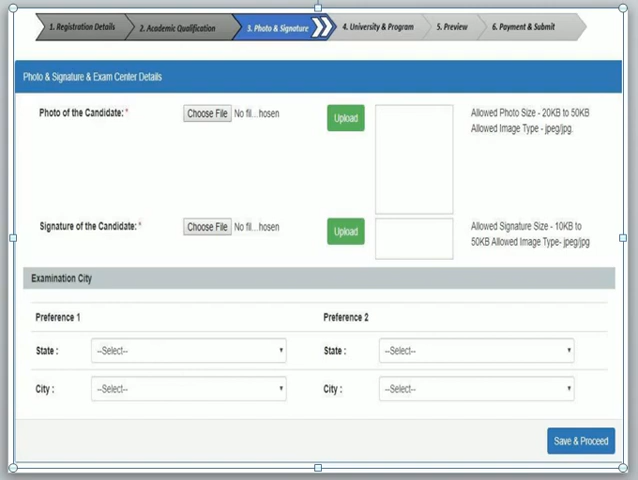 1. Registration Details 2. Academic Qualification 3. Photo & Signature 4. University & Program 5. Preview 6. Payment & Submit
Photo & Signature & Exam Center Details
Photo of the Candidate: * Choose File No fil...hosen Upload Allowed Photo Size - 20KB to 50KB
Allowed Image Type - jpeg/jpg.
Signature of the Candidate: * Choose File No fil...hosen Upload Allowed Signature Size - 10KB to
50KB Allowed Image Type- jpeg/jpg
Examination City
Preference 1 Preference 2
State : --Select-- State : --Select--
City : --Select-- City : --Select--
Save & Proceed